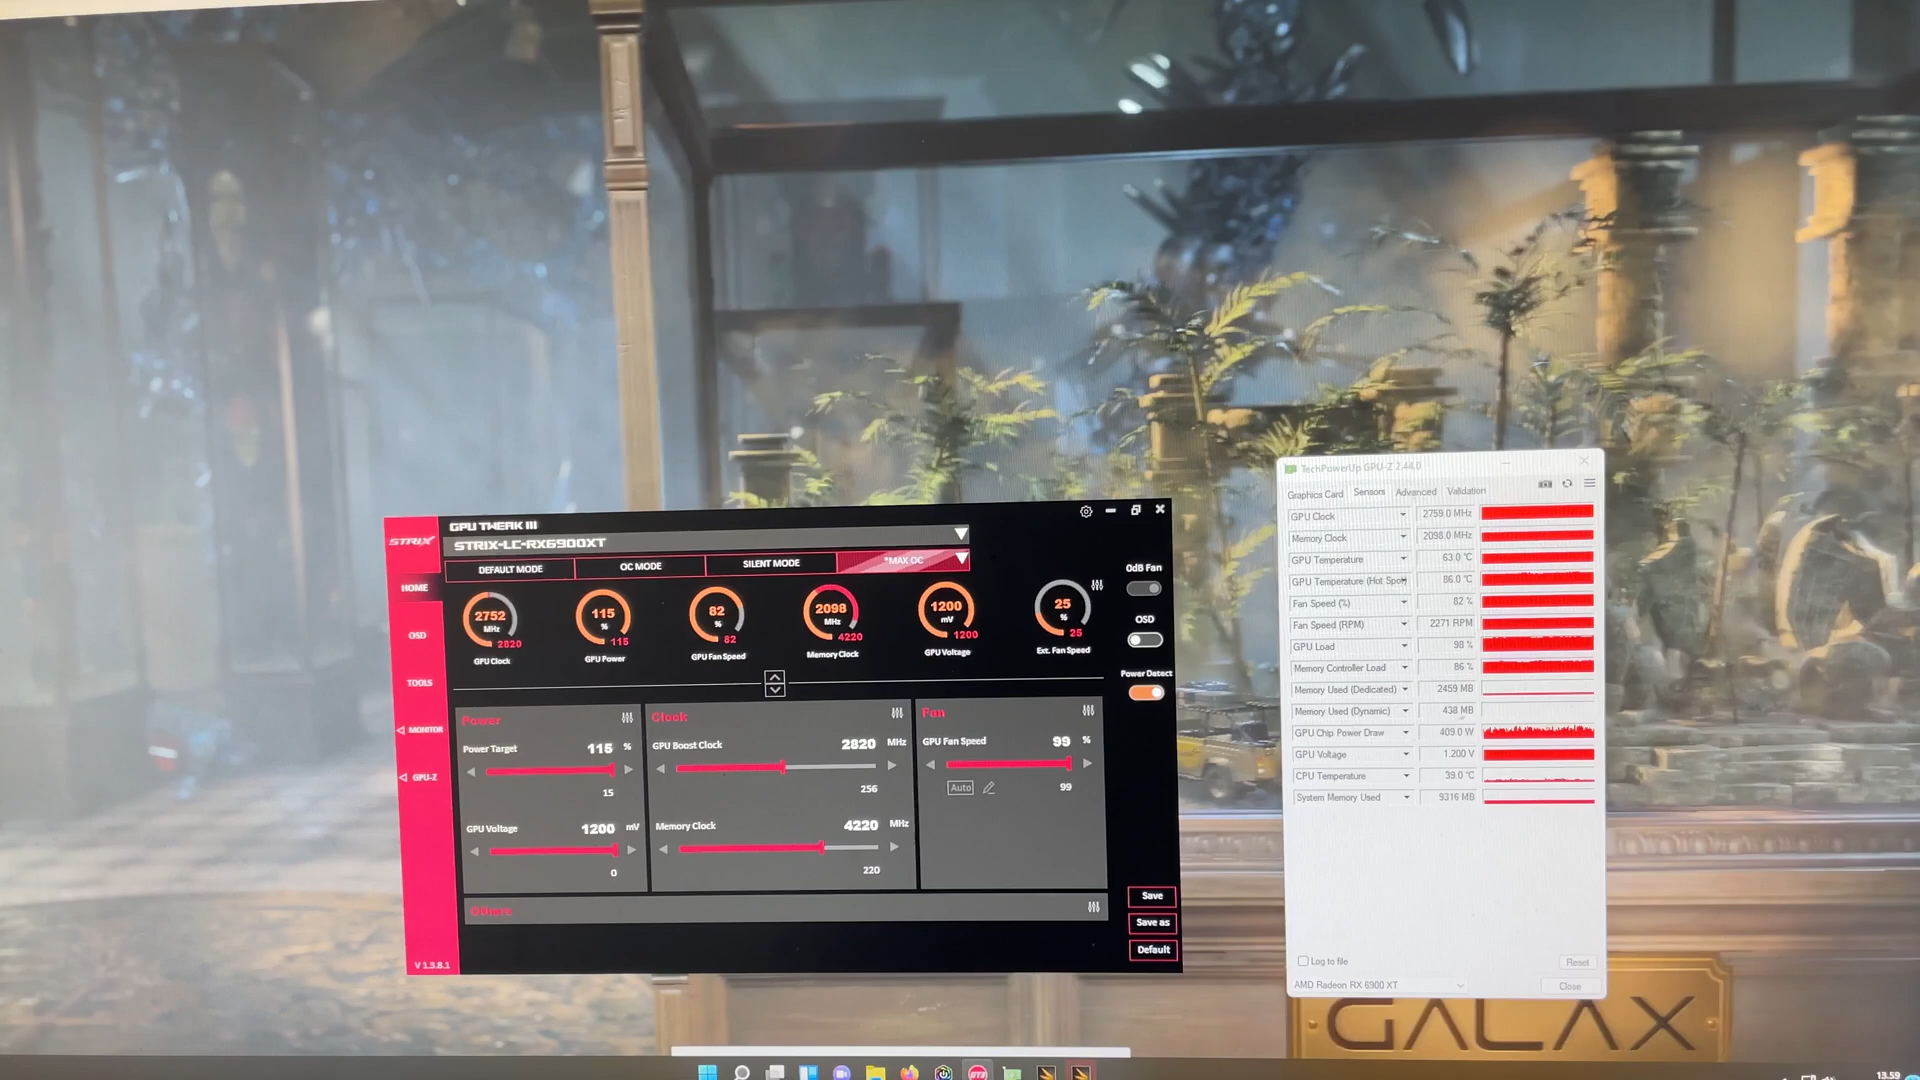 GPU TWEAK III
STRIX
STRIX-LC-RX6900XT
DEFAULT MODE
OC MODE
SILENT MODE
*MAX OC
HOME
OSD
TOOLS
MONITOR
GPU-Z
V 1.3.8.1
2752
MHz
2820
GPU Clock
115
%
115
GPU Power
82
%
82
GPU Fan Speed
2098
MHz
4220
Memory Clock
1200
mV
1200
GPU Voltage
25
%
25
Ext. Fan Speed
0dB Fan
OSD
Power Detect
Power
Power Target 115 %
15
GPU Voltage 1200 mV
0
Clock
GPU Boost Clock 2820 MHz
256
Memory Clock 4220 MHz
220
Fan
GPU Fan Speed 99 %
Auto 99
Others
Save
Save as
Default
TechPowerUp GPU-Z 2.44.0
Graphics Card Sensors Advanced Validation
GPU Clock 2759.0 MHz
Memory Clock 2098.0 MHz
GPU Temperature 63.0 °C
GPU Temperature (Hot Spot) 86.0 °C
Fan Speed (%) 82 %
Fan Speed (RPM) 2271 RPM
GPU Load 98 %
Memory Controller Load 86 %
Memory Used (Dedicated) 2459 MB
Memory Used (Dynamic) 438 MB
GPU Chip Power Draw 409.0 W
GPU Voltage 1.200 V
CPU Temperature 39.0 °C
System Memory Used 9316 MB
Log to file
Reset
AMD Radeon RX 6900 XT
Close
GALAX
GT3
13.59